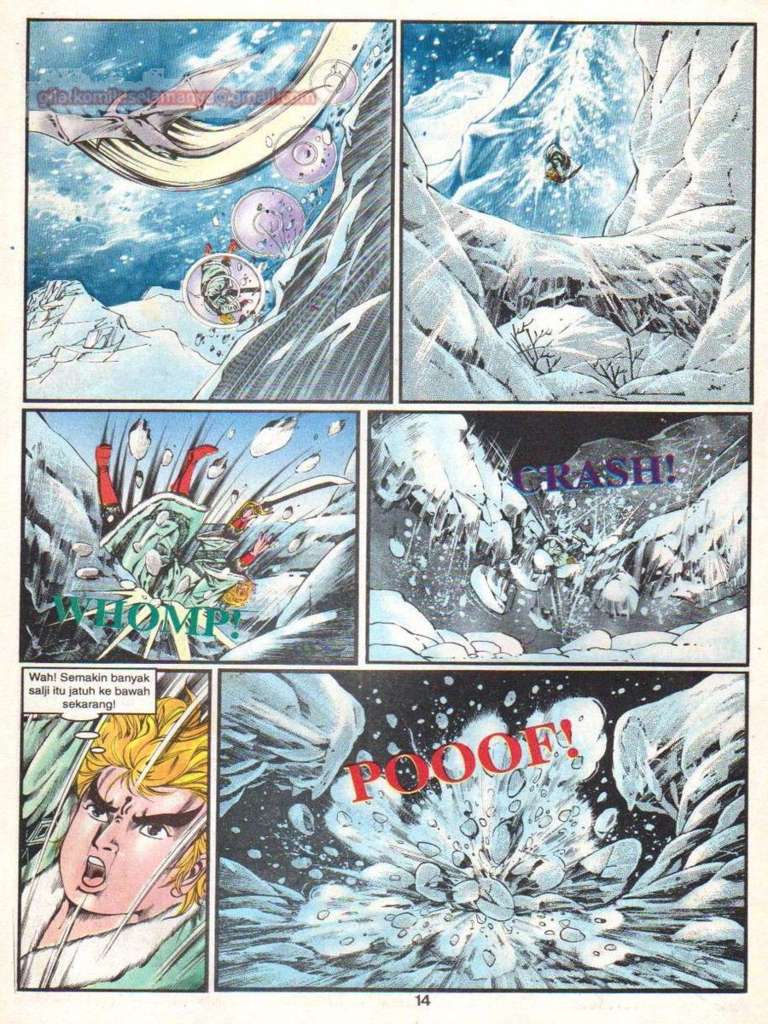 WHOMP!
CRASH!
Wah! Semakin banyak
salji itu jatuh ke bawah
sekarang!
POOOF!
14